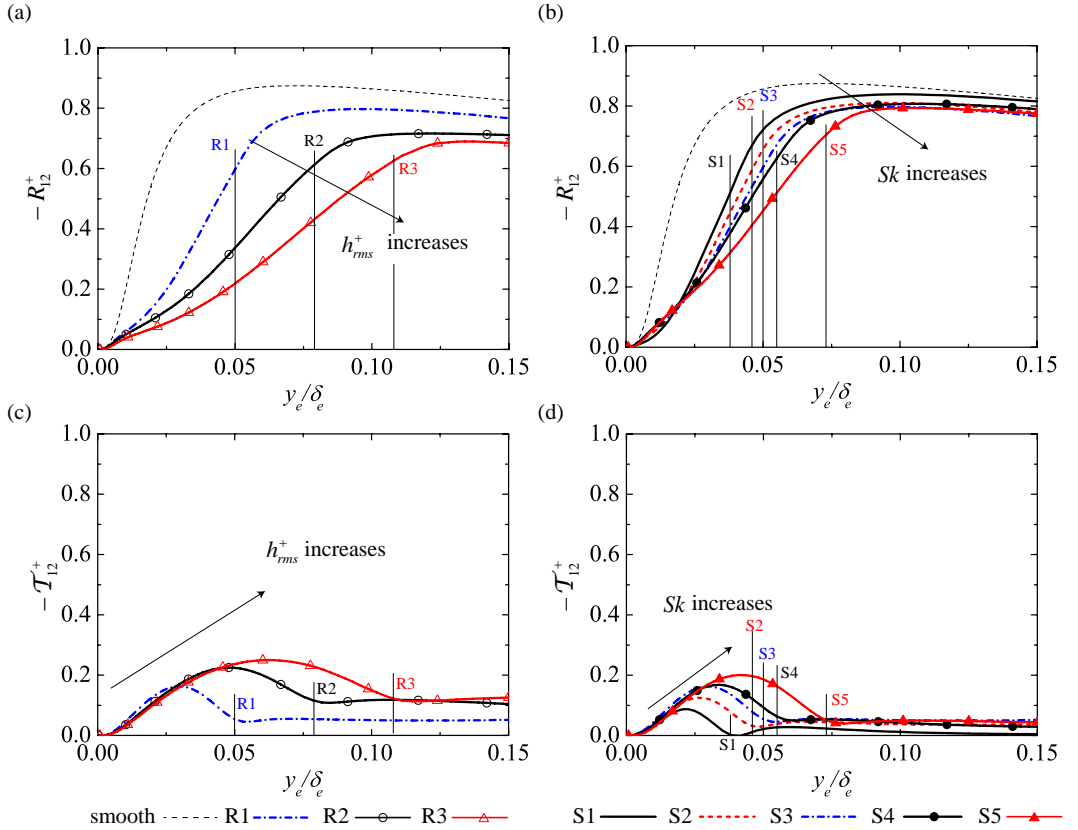 (a)
1.0
0.8
0.6
0.4
0.2
0.0
− R₁₂⁺
R1
R2
R3
h⁺rms increases
0.00
0.05
0.10
0.15
yₑ/δₑ
(b)
1.0
0.8
0.6
0.4
0.2
0.0
− R₁₂⁺
S1
S2
S3
S4
S5
Sk increases
0.00
0.05
0.10
0.15
yₑ/δₑ
(c)
1.0
0.8
0.6
0.4
0.2
0.0
− 𝒯₁₂⁺
h⁺rms increases
R1
R2
R3
0.00
0.05
0.10
0.15
yₑ/δₑ
(d)
1.0
0.8
0.6
0.4
0.2
0.0
− 𝒯₁₂⁺
Sk increases
S1
S2
S3
S4
S5
0.00
0.05
0.10
0.15
yₑ/δₑ
smooth R1 R2 R3
S1 S2 S3 S4 S5